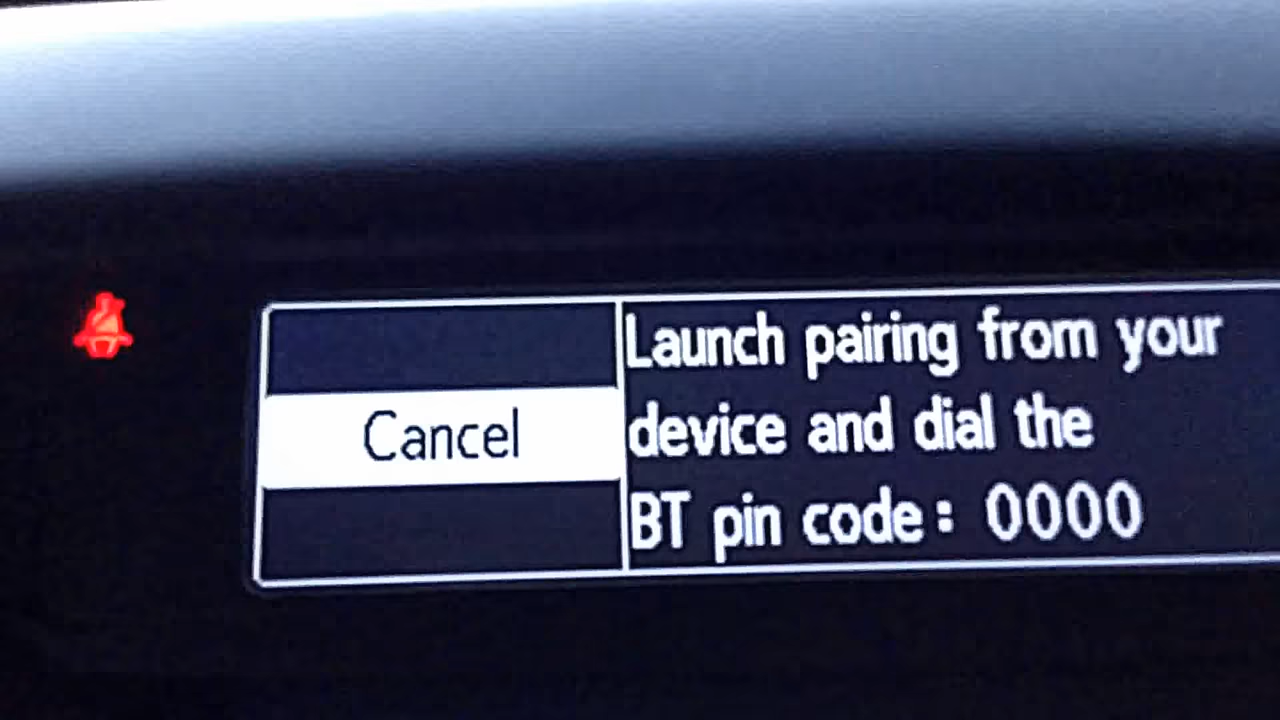 Cancel
Launch pairing from your
device and dial the
BT pin code: 0000